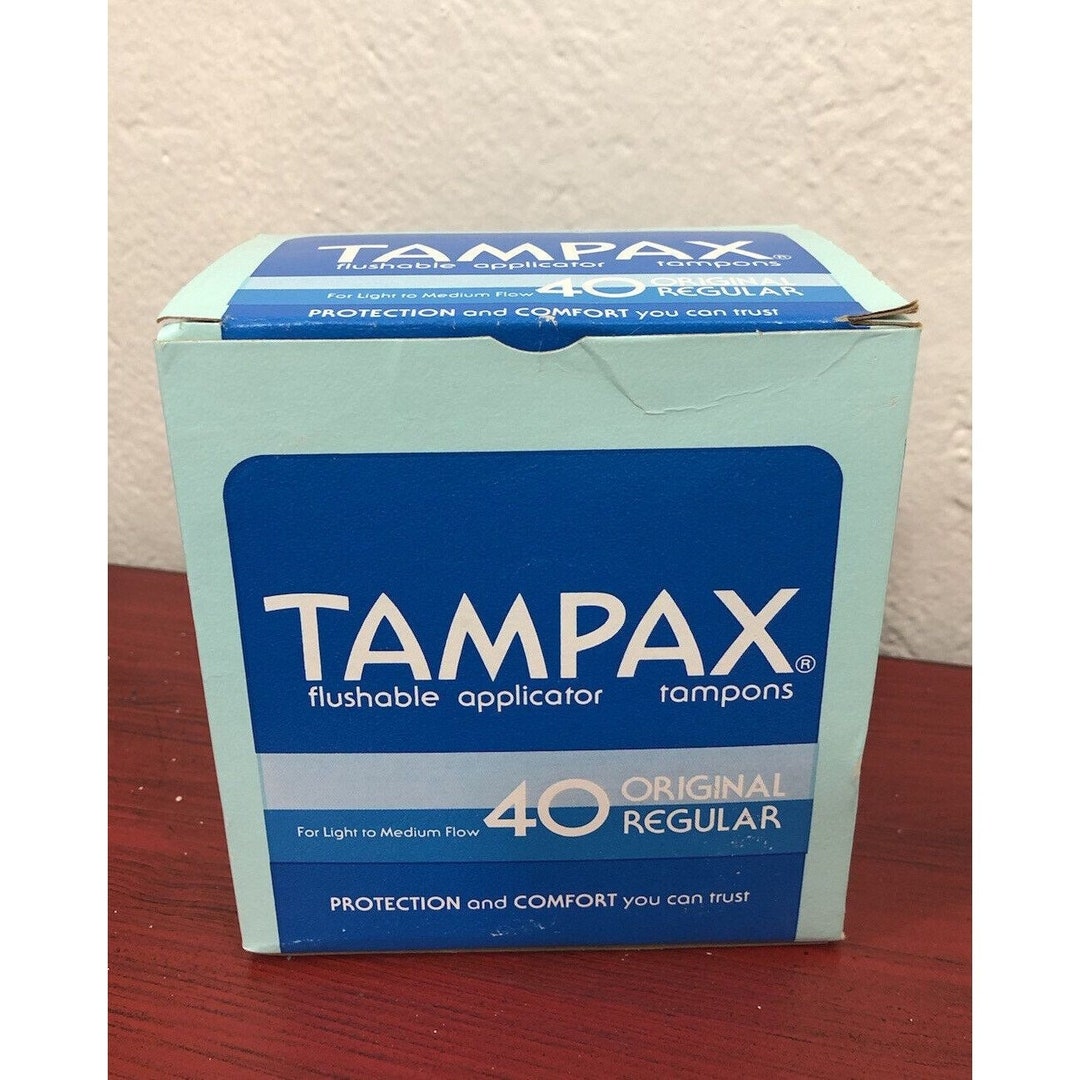 TAMPAX®
flushable applicator tampons
For Light to Medium Flow 40 ORIGINAL REGULAR
PROTECTION and COMFORT you can trust
TAMPAX®
flushable applicator tampons
ORIGINAL
For Light to Medium Flow 40 REGULAR
PROTECTION and COMFORT you can trust